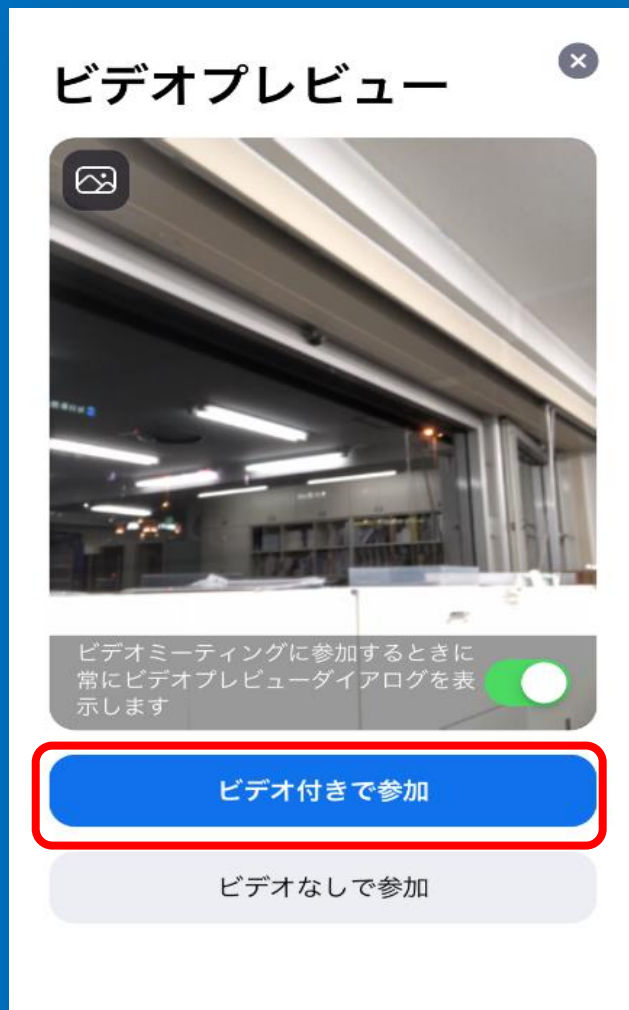 ビデオプレビュー
ビデオミーティングに参加するときに
常にビデオプレビューダイアログを表
示します
ビデオ付きで参加
ビデオなしで参加